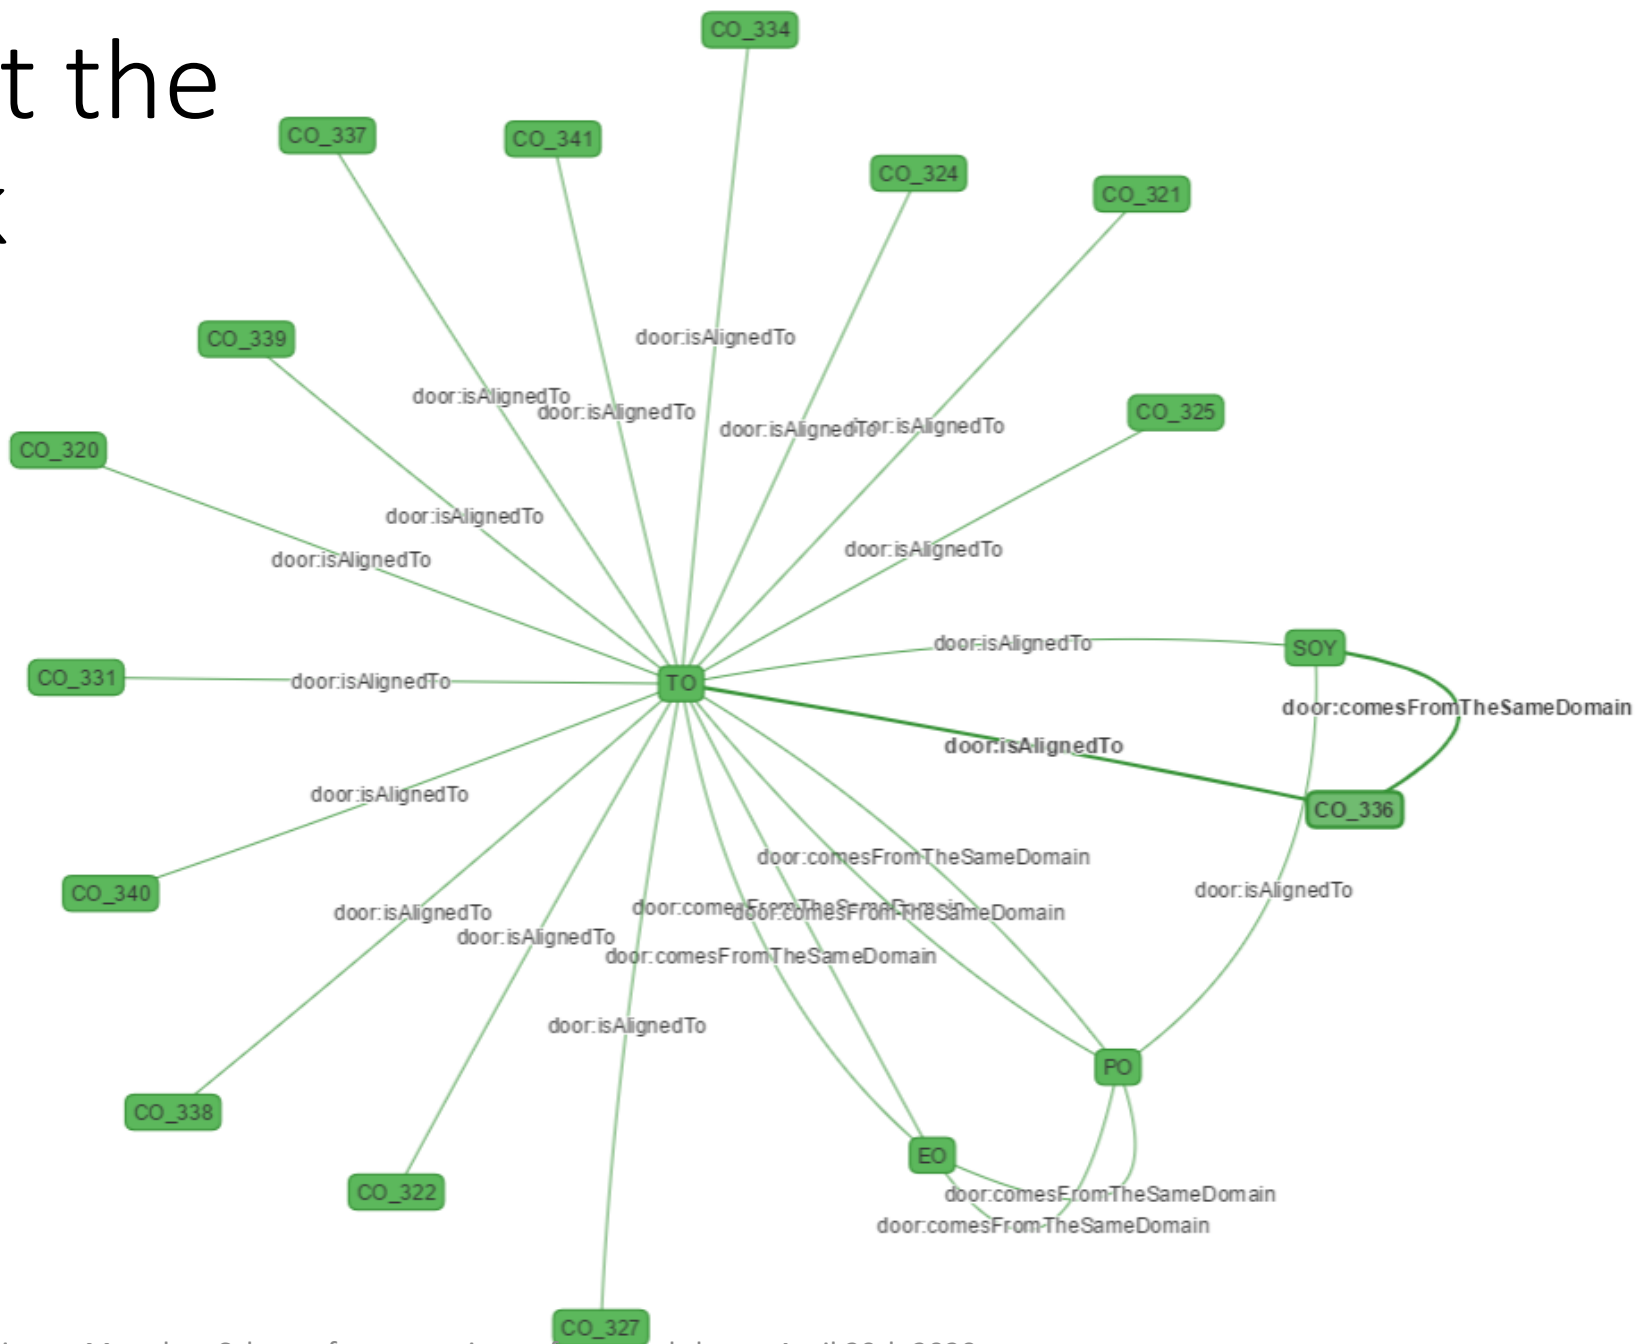 t the
CO_334
CO_337
CO_341
CO_324
CO_321
door:isAlignedTo
CO_339
door:isAlignedTo
door:isAlignedTo
door:isAlignedTo
CO_325
CO_320
door:isAlignedTo
door:isAlignedTo
door:isAlignedTo
door:isAlignedTo
SOY
CO_331
door:isAlignedTo
TO
door:comesFromTheSameDomain
door:isAlignedTo
CO_336
door:isAlignedTo
door:comesFromTheSameDomain
CO_340
door:isAlignedTo
door:isAlignedTo
door:comesFromTheSameDomain
door:comesFromTheSameDomain
door:isAlignedTo
door:comesFromTheSameDomain
door:isAlignedTo
PO
CO_338
EO
CO_322
door:comesFromTheSameDomain
door:comesFromTheSameDomain
CO_327